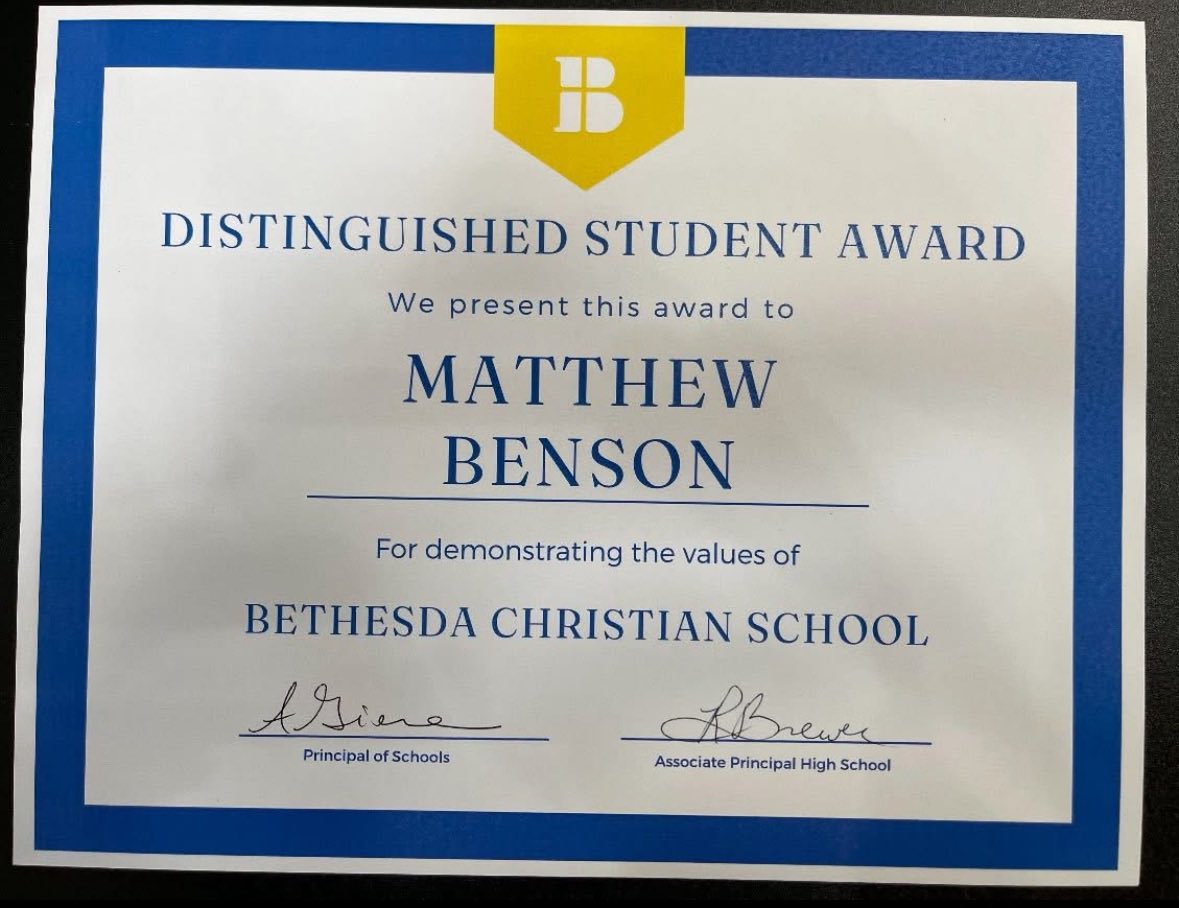 B
DISTINGUISHED STUDENT AWARD
We present this award to
MATTHEW
BENSON
For demonstrating the values of
BETHESDA CHRISTIAN SCHOOL
Principal of Schools
Associate Principal High School